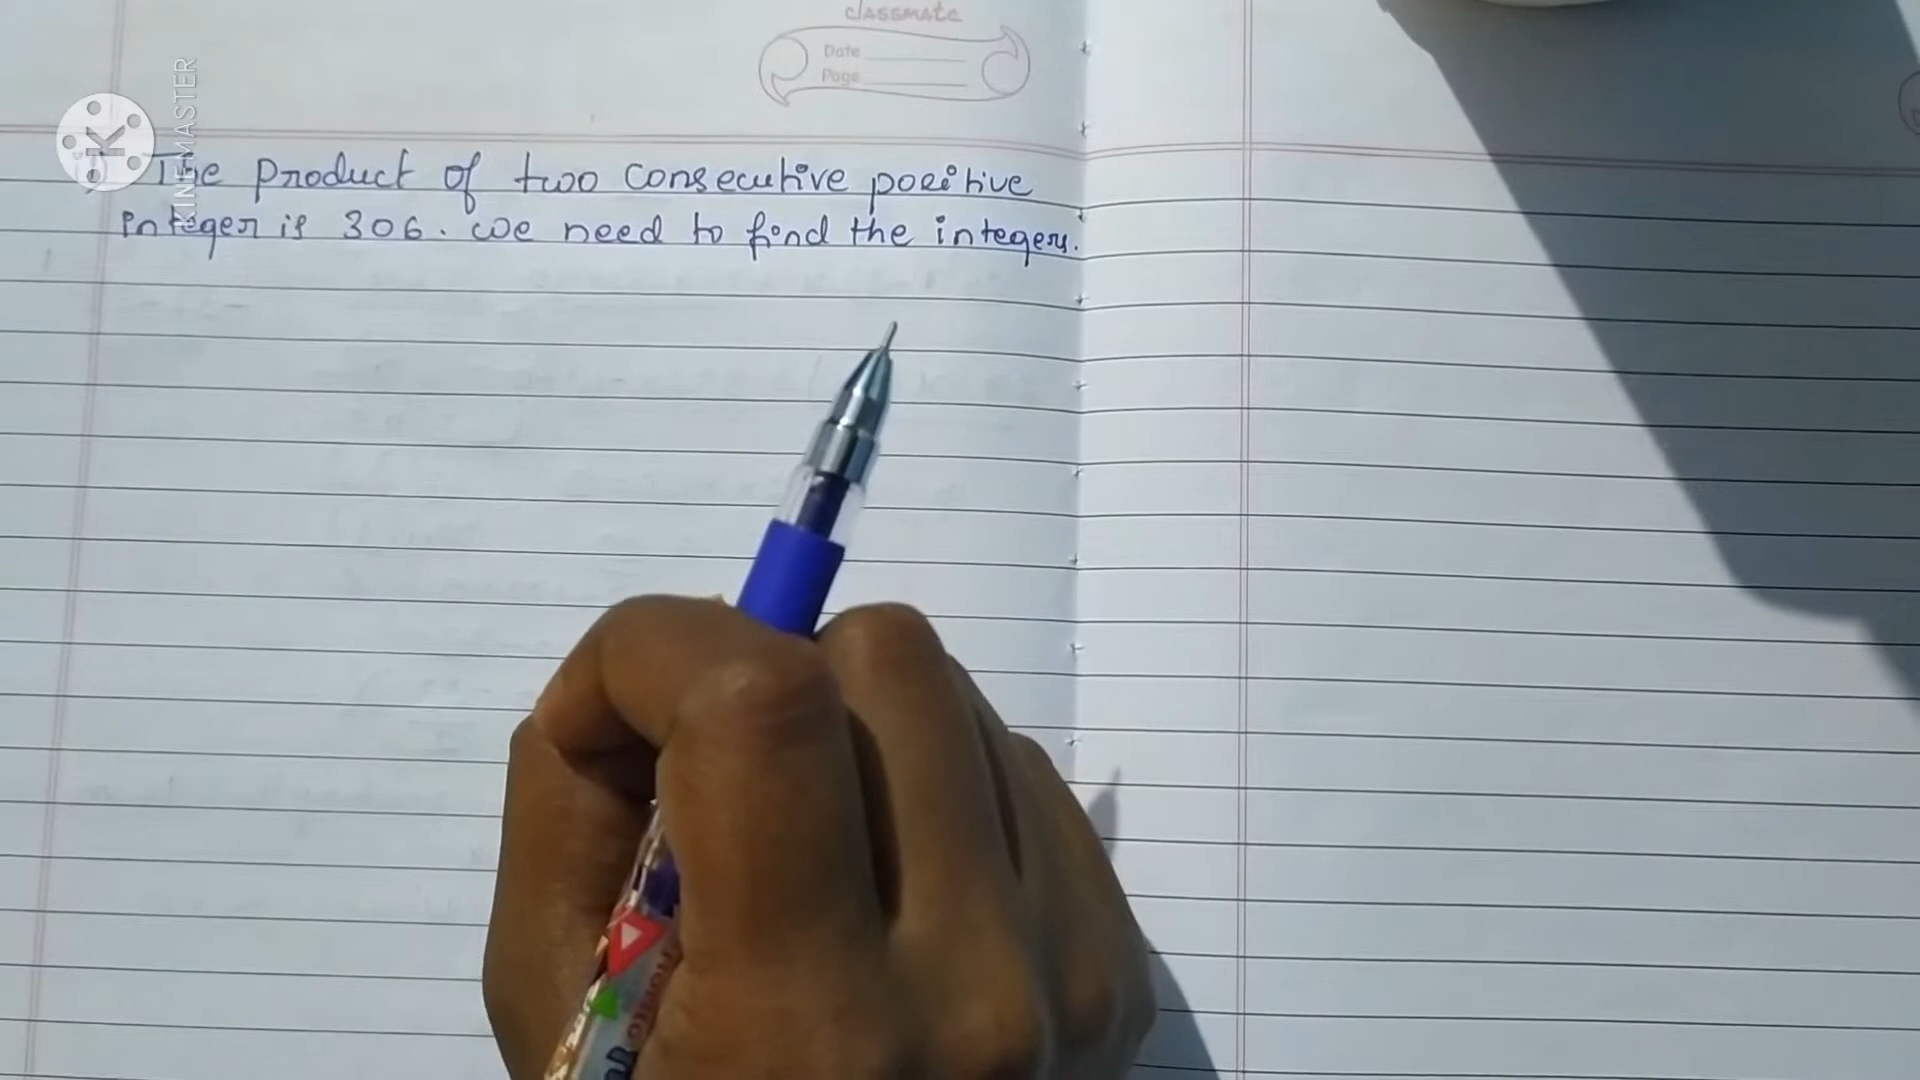 classmate
Date
Page
KINEMASTER
The product of two consecutive positive
integer is 306. we need to find the integers.